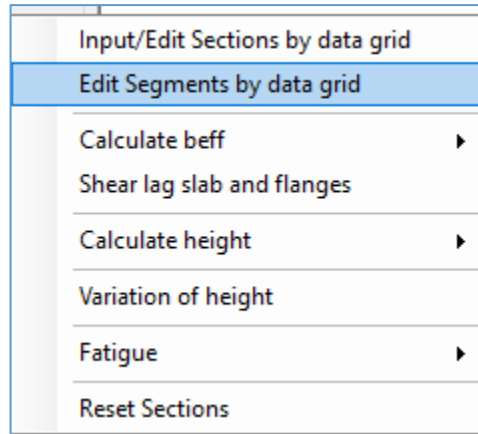 Input/Edit Sections by data grid
Edit Segments by data grid
Calculate beff
Shear lag slab and flanges
Calculate height
Variation of height
Fatigue
Reset Sections